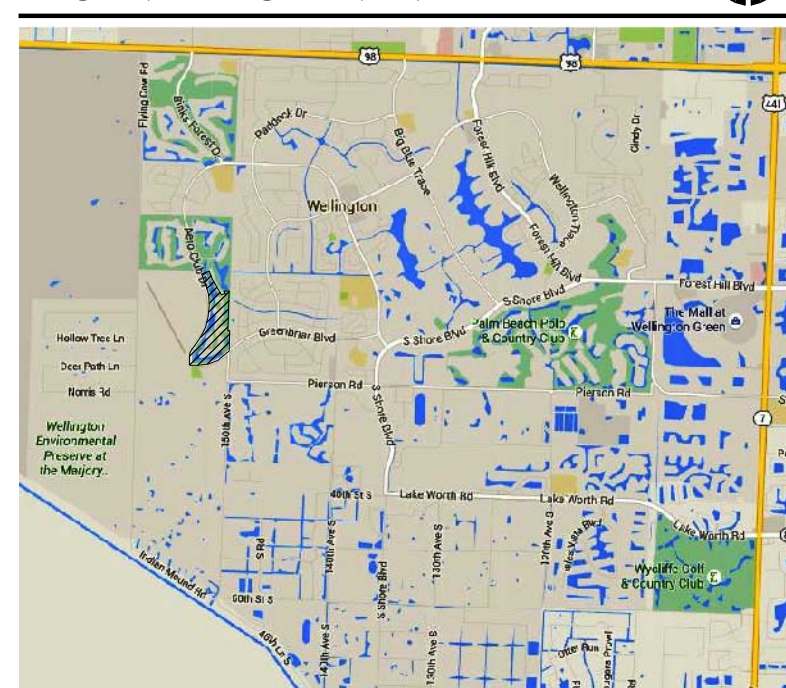 98
98
441
Flying Cow Rd
Binks Forest Dr
Paddock Dr
Big Blue Trace
Forest Hill Blvd
Cindy Dr
Wellington
Wellington Trace
Forest Hill Blvd
Aero Club Dr
Forest Hill Blvd
S Shore Blvd
The Mall at
Wellington Green
Palm Beach Polo
& Country Club
S Shore Blvd
Greenbriar Blvd
Hollow Tree Ln
Deer Path Ln
Norris Rd
Pierson Rd
Pierson Rd
S Shore Blvd
150th Ave S
7
Wellington
Environmental
Preserve at
the Marjory..
40th St S
Lake Worth Rd
Lake Worth Rd
Lake Worth Rd
140th Ave S
130th Ave S
120th Ave S
Rd S
Wycliffe Golf
& Country Club
Indian Mound Rd
60th St S
S Shore Blvd
140th Ave S
130th Ave S
Otter Run